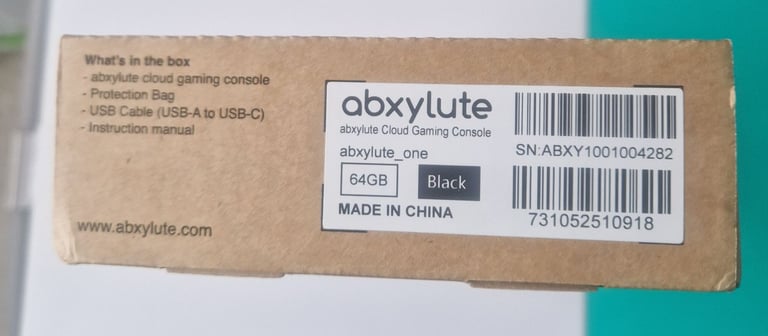 What's in the box
- abxylute cloud gaming console
- Protection Bag
- USB Cable (USB-A to USB-C)
- Instruction manual
www.abxylute.com
abxylute
abxylute Cloud Gaming Console
abxylute_one
64GB Black
MADE IN CHINA
SN:ABXY1001004282
731052510918